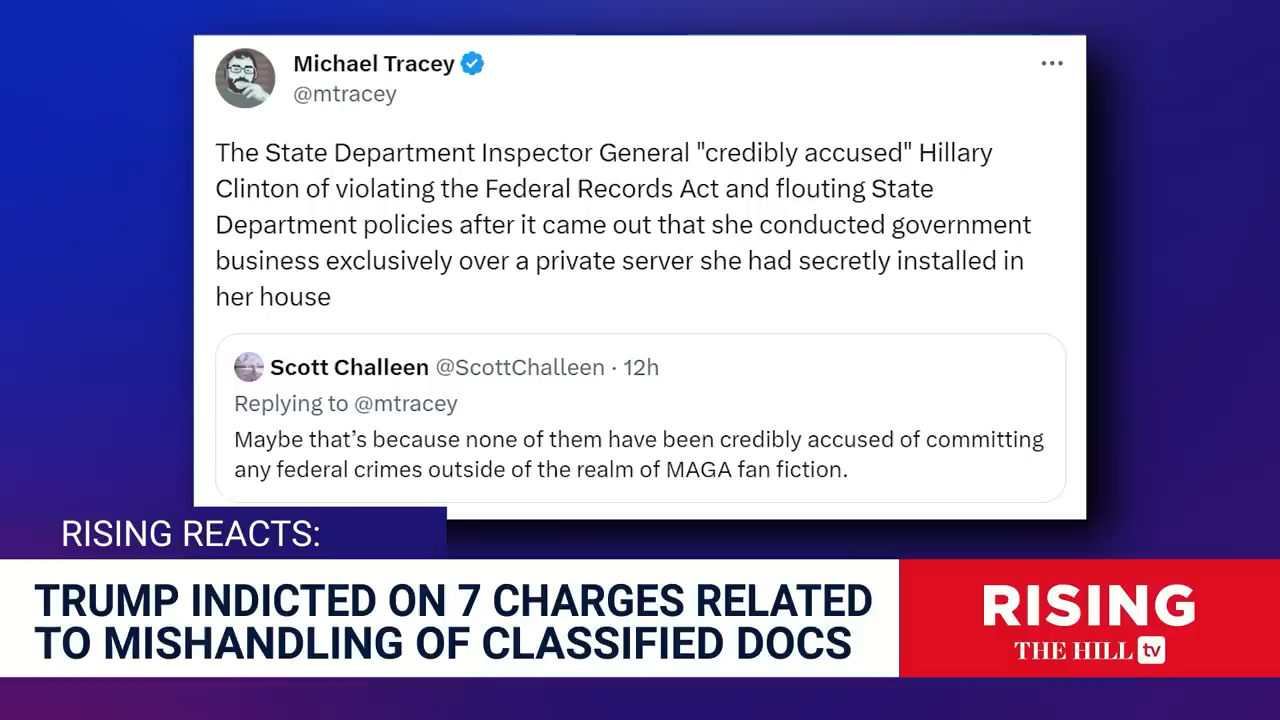 Michael Tracey
@mtracey
The State Department Inspector General "credibly accused" Hillary
Clinton of violating the Federal Records Act and flouting State
Department policies after it came out that she conducted government
business exclusively over a private server she had secretly installed in
her house
Scott Challeen @ScottChalleen · 12h
Replying to @mtracey
Maybe that’s because none of them have been credibly accused of committing
any federal crimes outside of the realm of MAGA fan fiction.
RISING REACTS:
TRUMP INDICTED ON 7 CHARGES RELATED
TO MISHANDLING OF CLASSIFIED DOCS
RISING
THE HILL tv